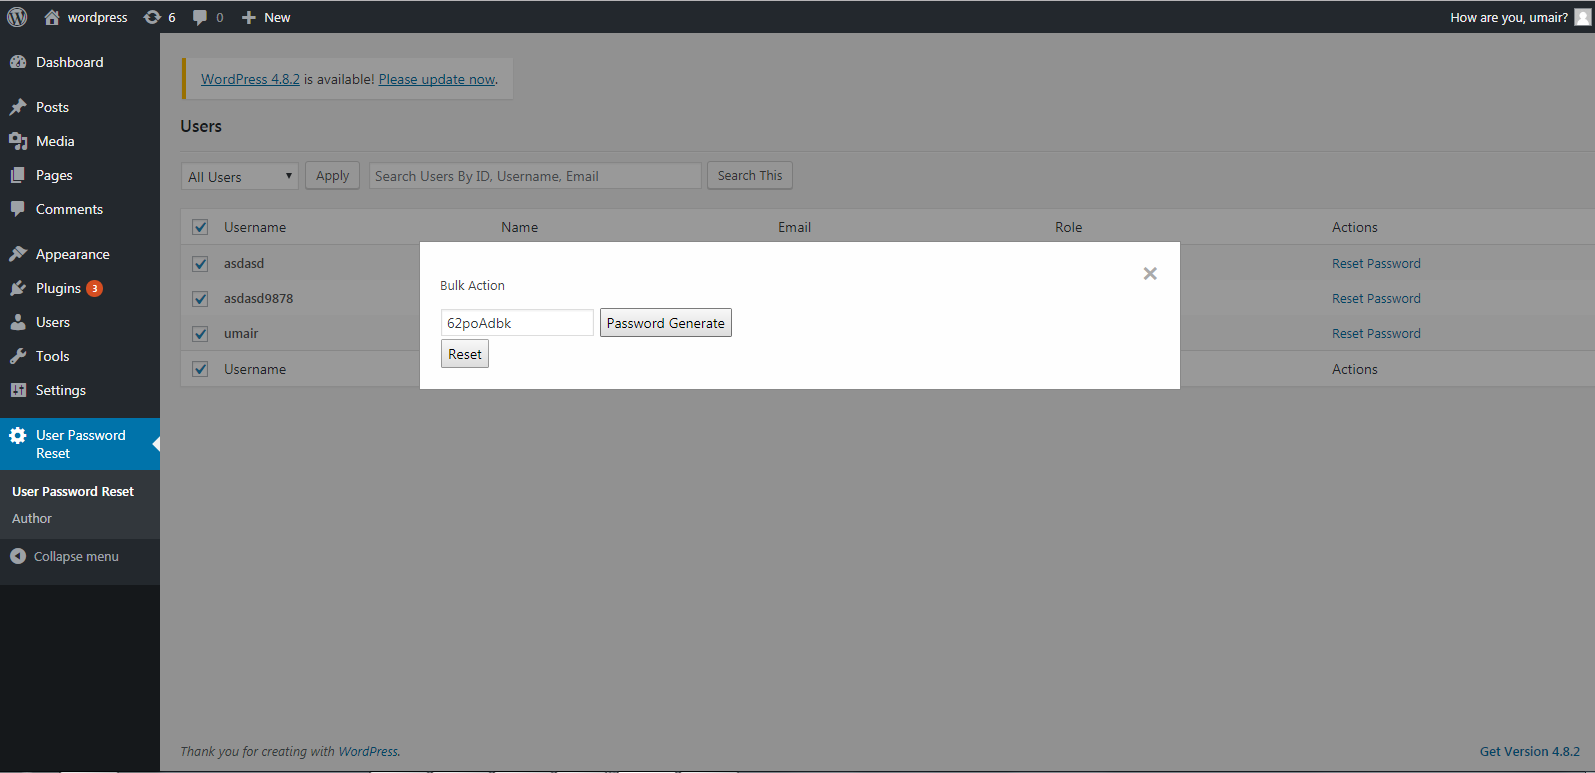 wordpress 6 0 New How are you, umair?
Dashboard
Posts
Media
Pages
Comments
Appearance
Plugins 3
Users
Tools
Settings
User Password
Reset
User Password Reset
Author
Collapse menu
WordPress 4.8.2 is available! Please update now.
Users
All Users Apply Search Users By ID, Username, Email Search This
Username Name Email Role Actions
asdasd Reset Password
asdasd9878 Reset Password
umair Reset Password
Username Actions
Bulk Action ×
62poAdbk Password Generate
Reset
Thank you for creating with WordPress. Get Version 4.8.2